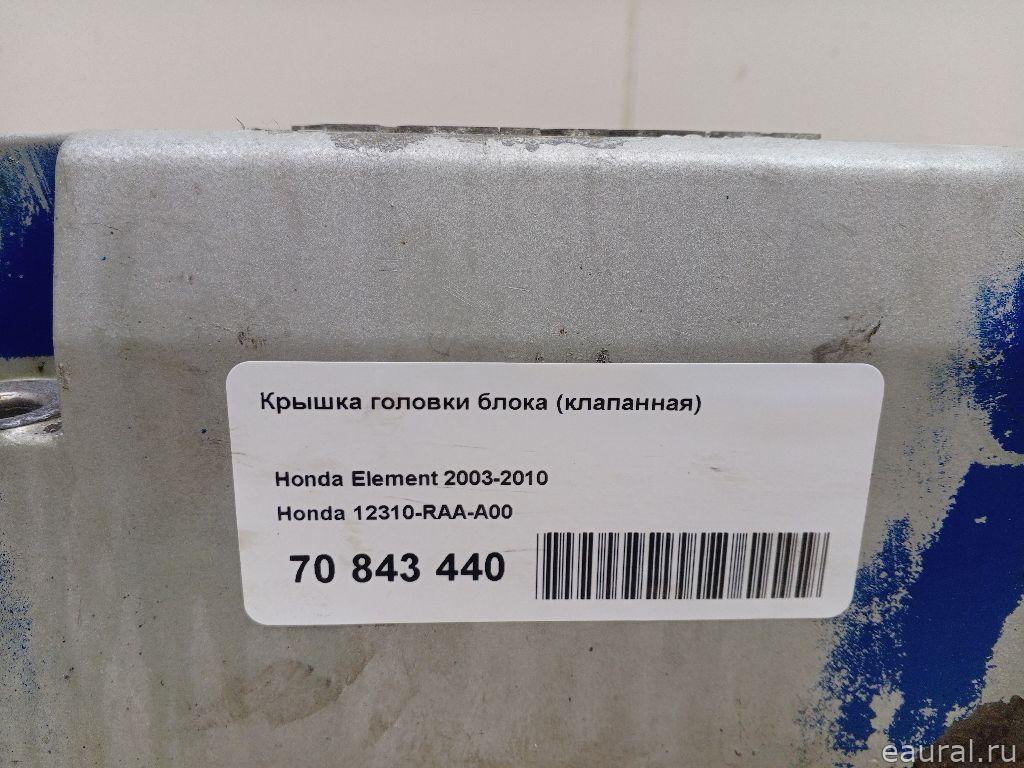 Крышка головки блока (клапанная)
Honda Element 2003-2010
Honda 12310-RAA-A00
70 843 440
eaural.ru